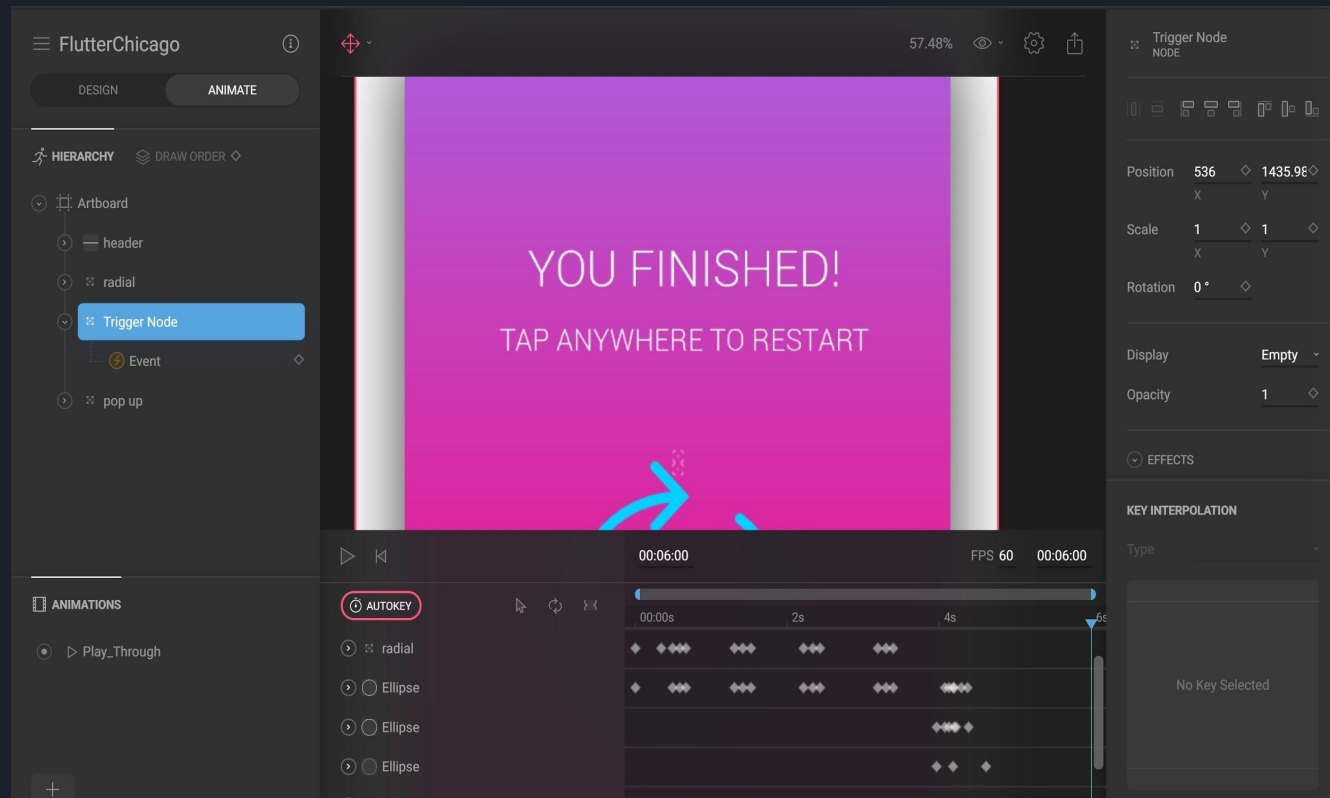 FlutterChicago
DESIGN ANIMATE
HIERARCHY DRAW ORDER
Artboard
header
radial
Trigger Node
Event
pop up
ANIMATIONS
Play_Through
57.48%
YOU FINISHED!
TAP ANYWHERE TO RESTART
00:06:00 FPS 60 00:06:00
AUTOKEY
00:00s 2s 4s 6s
radial
Ellipse
Ellipse
Ellipse
Trigger Node
NODE
Position 536 1435.98
X Y
Scale 1 1
X Y
Rotation 0°
Display Empty
Opacity 1
EFFECTS
KEY INTERPOLATION
Type
No Key Selected